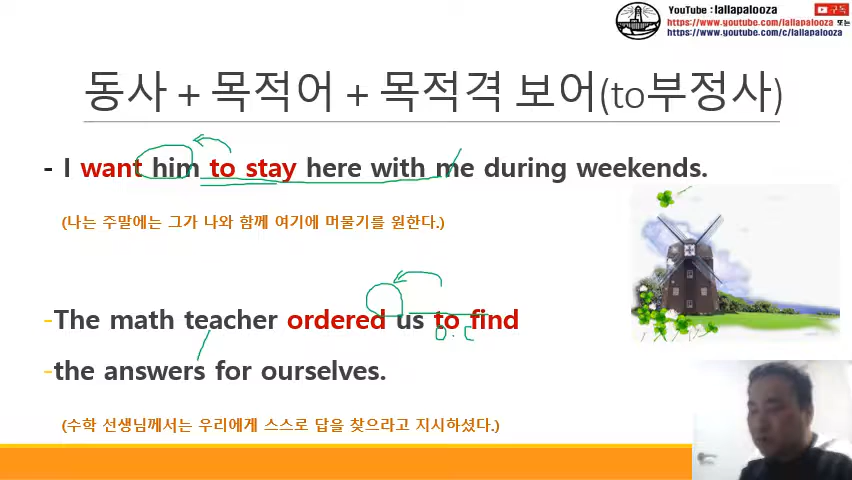 YouTube : lallapalooza
구독
https://www.youtube.com/lallapalooza 또는
https://www.youtube.com/c/lallapalooza
동사 + 목적어 + 목적격 보어(to부정사)
- I want him to stay here with me during weekends.
(나는 주말에는 그가 나와 함께 여기에 머물기를 원한다.)
-The math teacher ordered us to find
O.C
-the answers for ourselves.
(수학 선생님께서는 우리에게 스스로 답을 찾으라고 지시하셨다.)